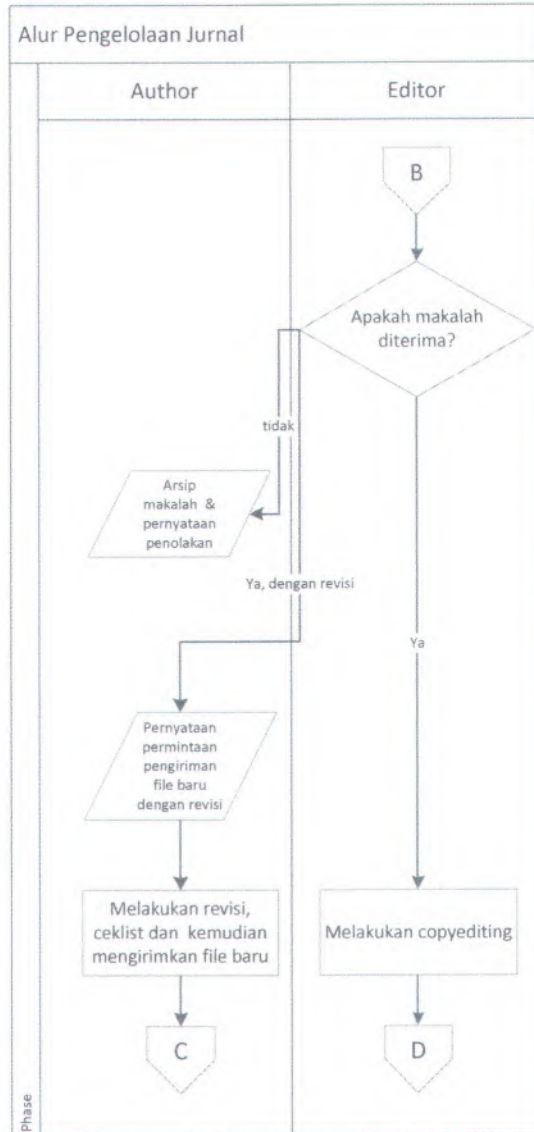 Alur Pengelolaan Jurnal
Author
Editor
B
Apakah makalah
diterima?
tidak
Arsip
makalah &
pernyataan
penolakan
Ya, dengan revisi
Ya
Pernyataan
permintaan
pengiriman
file baru
dengan revisi
Melakukan revisi,
ceklist dan kemudian
mengirimkan file baru
Melakukan copyediting
C
D
Phase